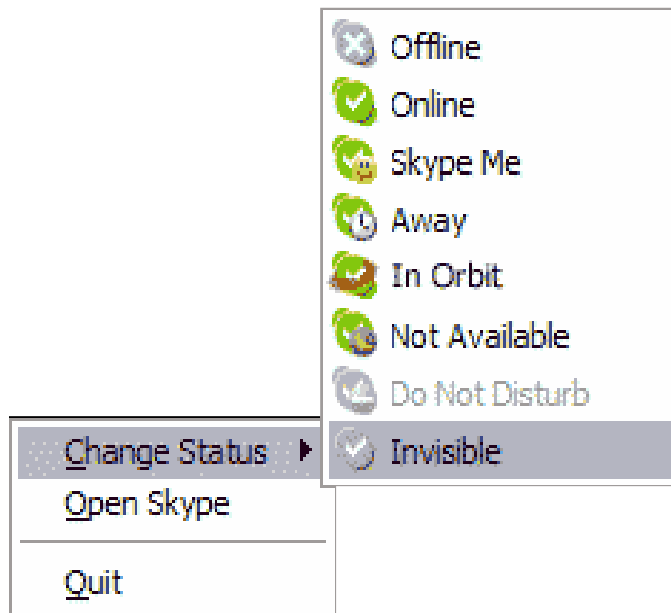 Offline
Online
Skype Me
Away
In Orbit
Not Available
Do Not Disturb
Invisible
Change Status
Open Skype
Quit